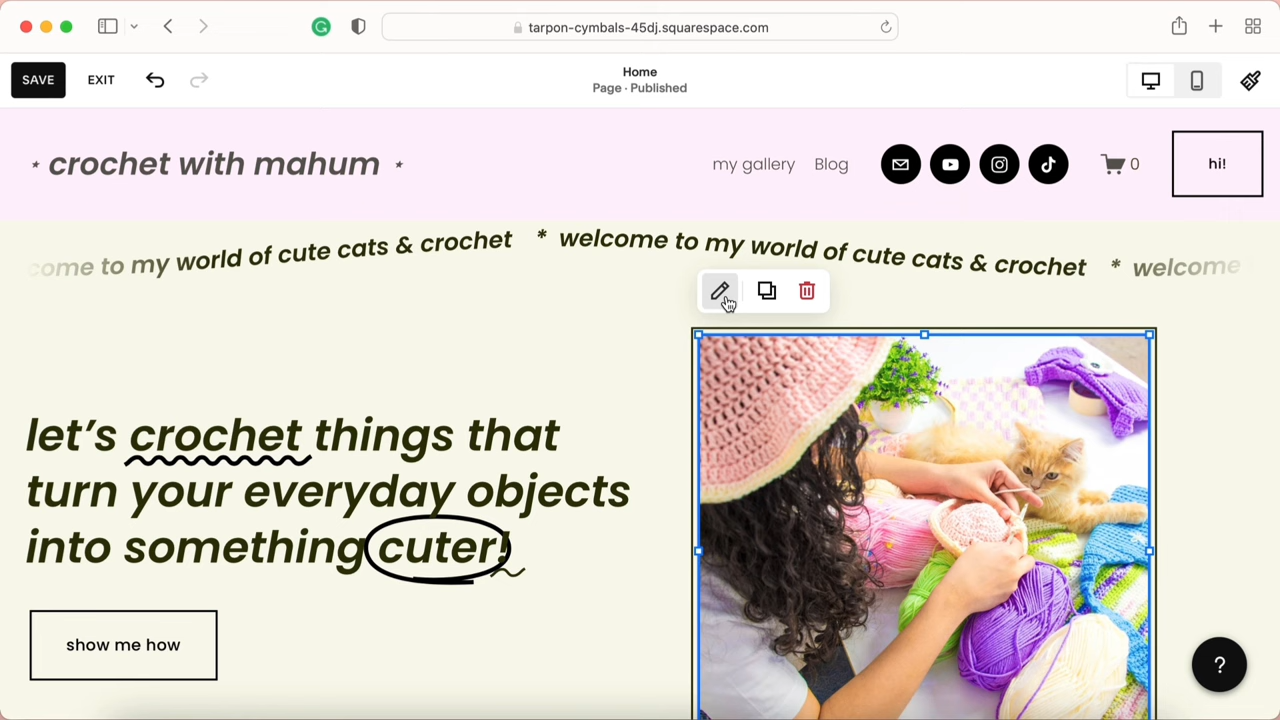 tarpon-cymbals-45dj.squarespace.com
SAVE EXIT
Home
Page · Published
* crochet with mahum *
my gallery Blog
0
hi!
come to my world of cute cats & crochet * welcome to my world of cute cats & crochet * welcome
let's crochet things that
turn your everyday objects
into something cuter!
show me how
?